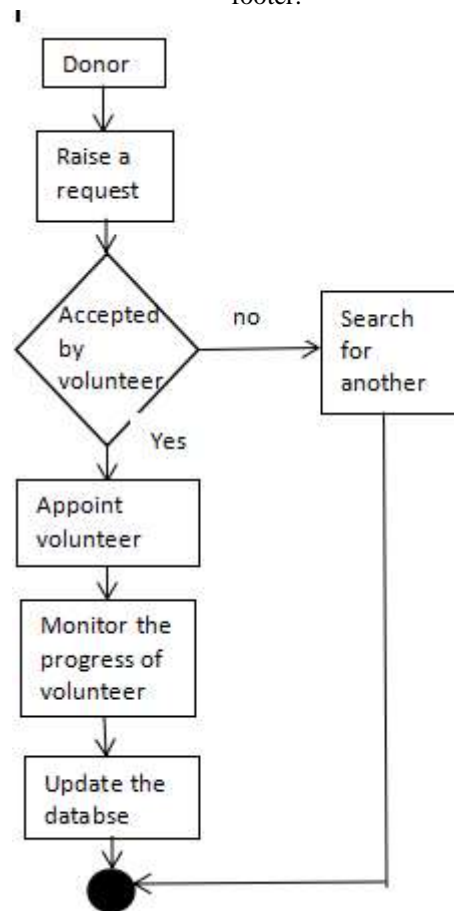 footer.
Donor
Raise a
request
Accepted
by
volunteer
no
Search
for
another
Yes
Appoint
volunteer
Monitor the
progress of
volunteer
Update the
databse